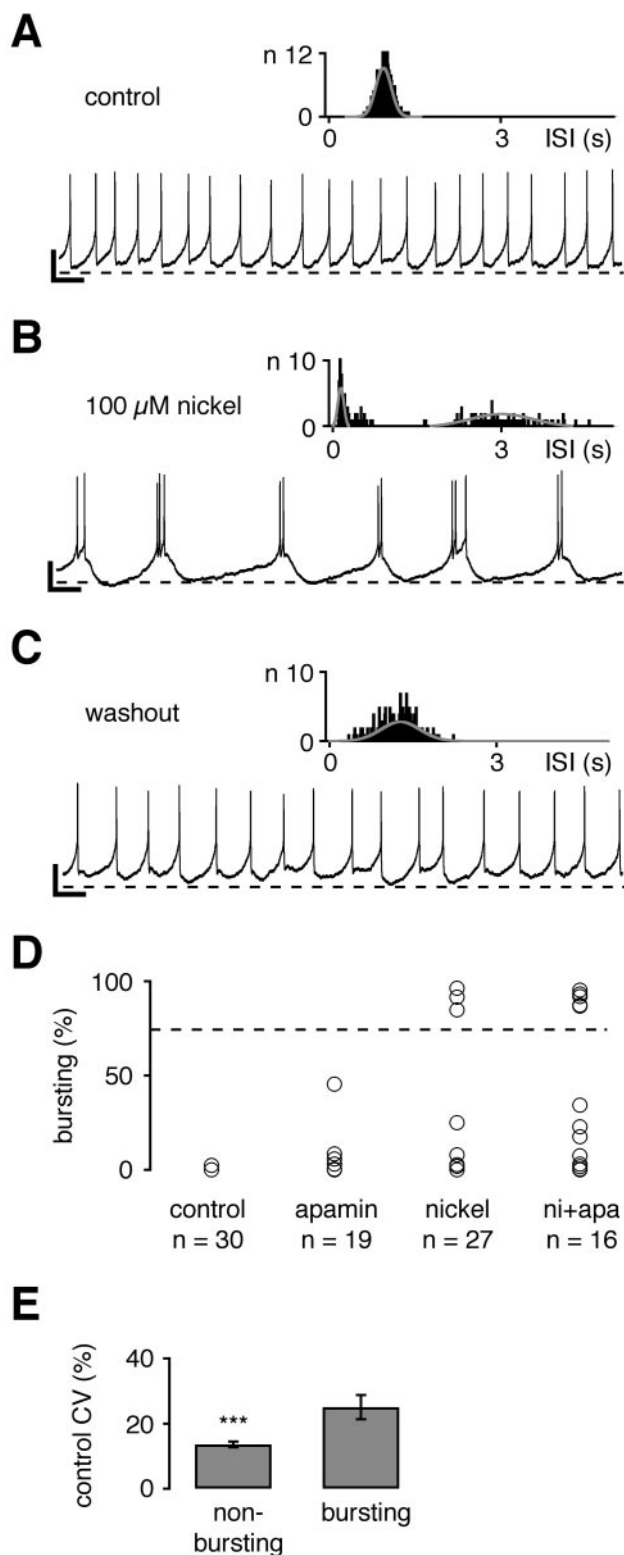 A
control
n 12
0
0 3 ISI (s)
B
100 µM nickel
n 10
0
0 3 ISI (s)
C
washout
n 10
0
0 3 ISI (s)
D
bursting (%)
100
50
0
control apamin nickel ni+apa
n = 30 n = 19 n = 27 n = 16
E
control CV (%)
40
20
0
***
non- bursting
bursting